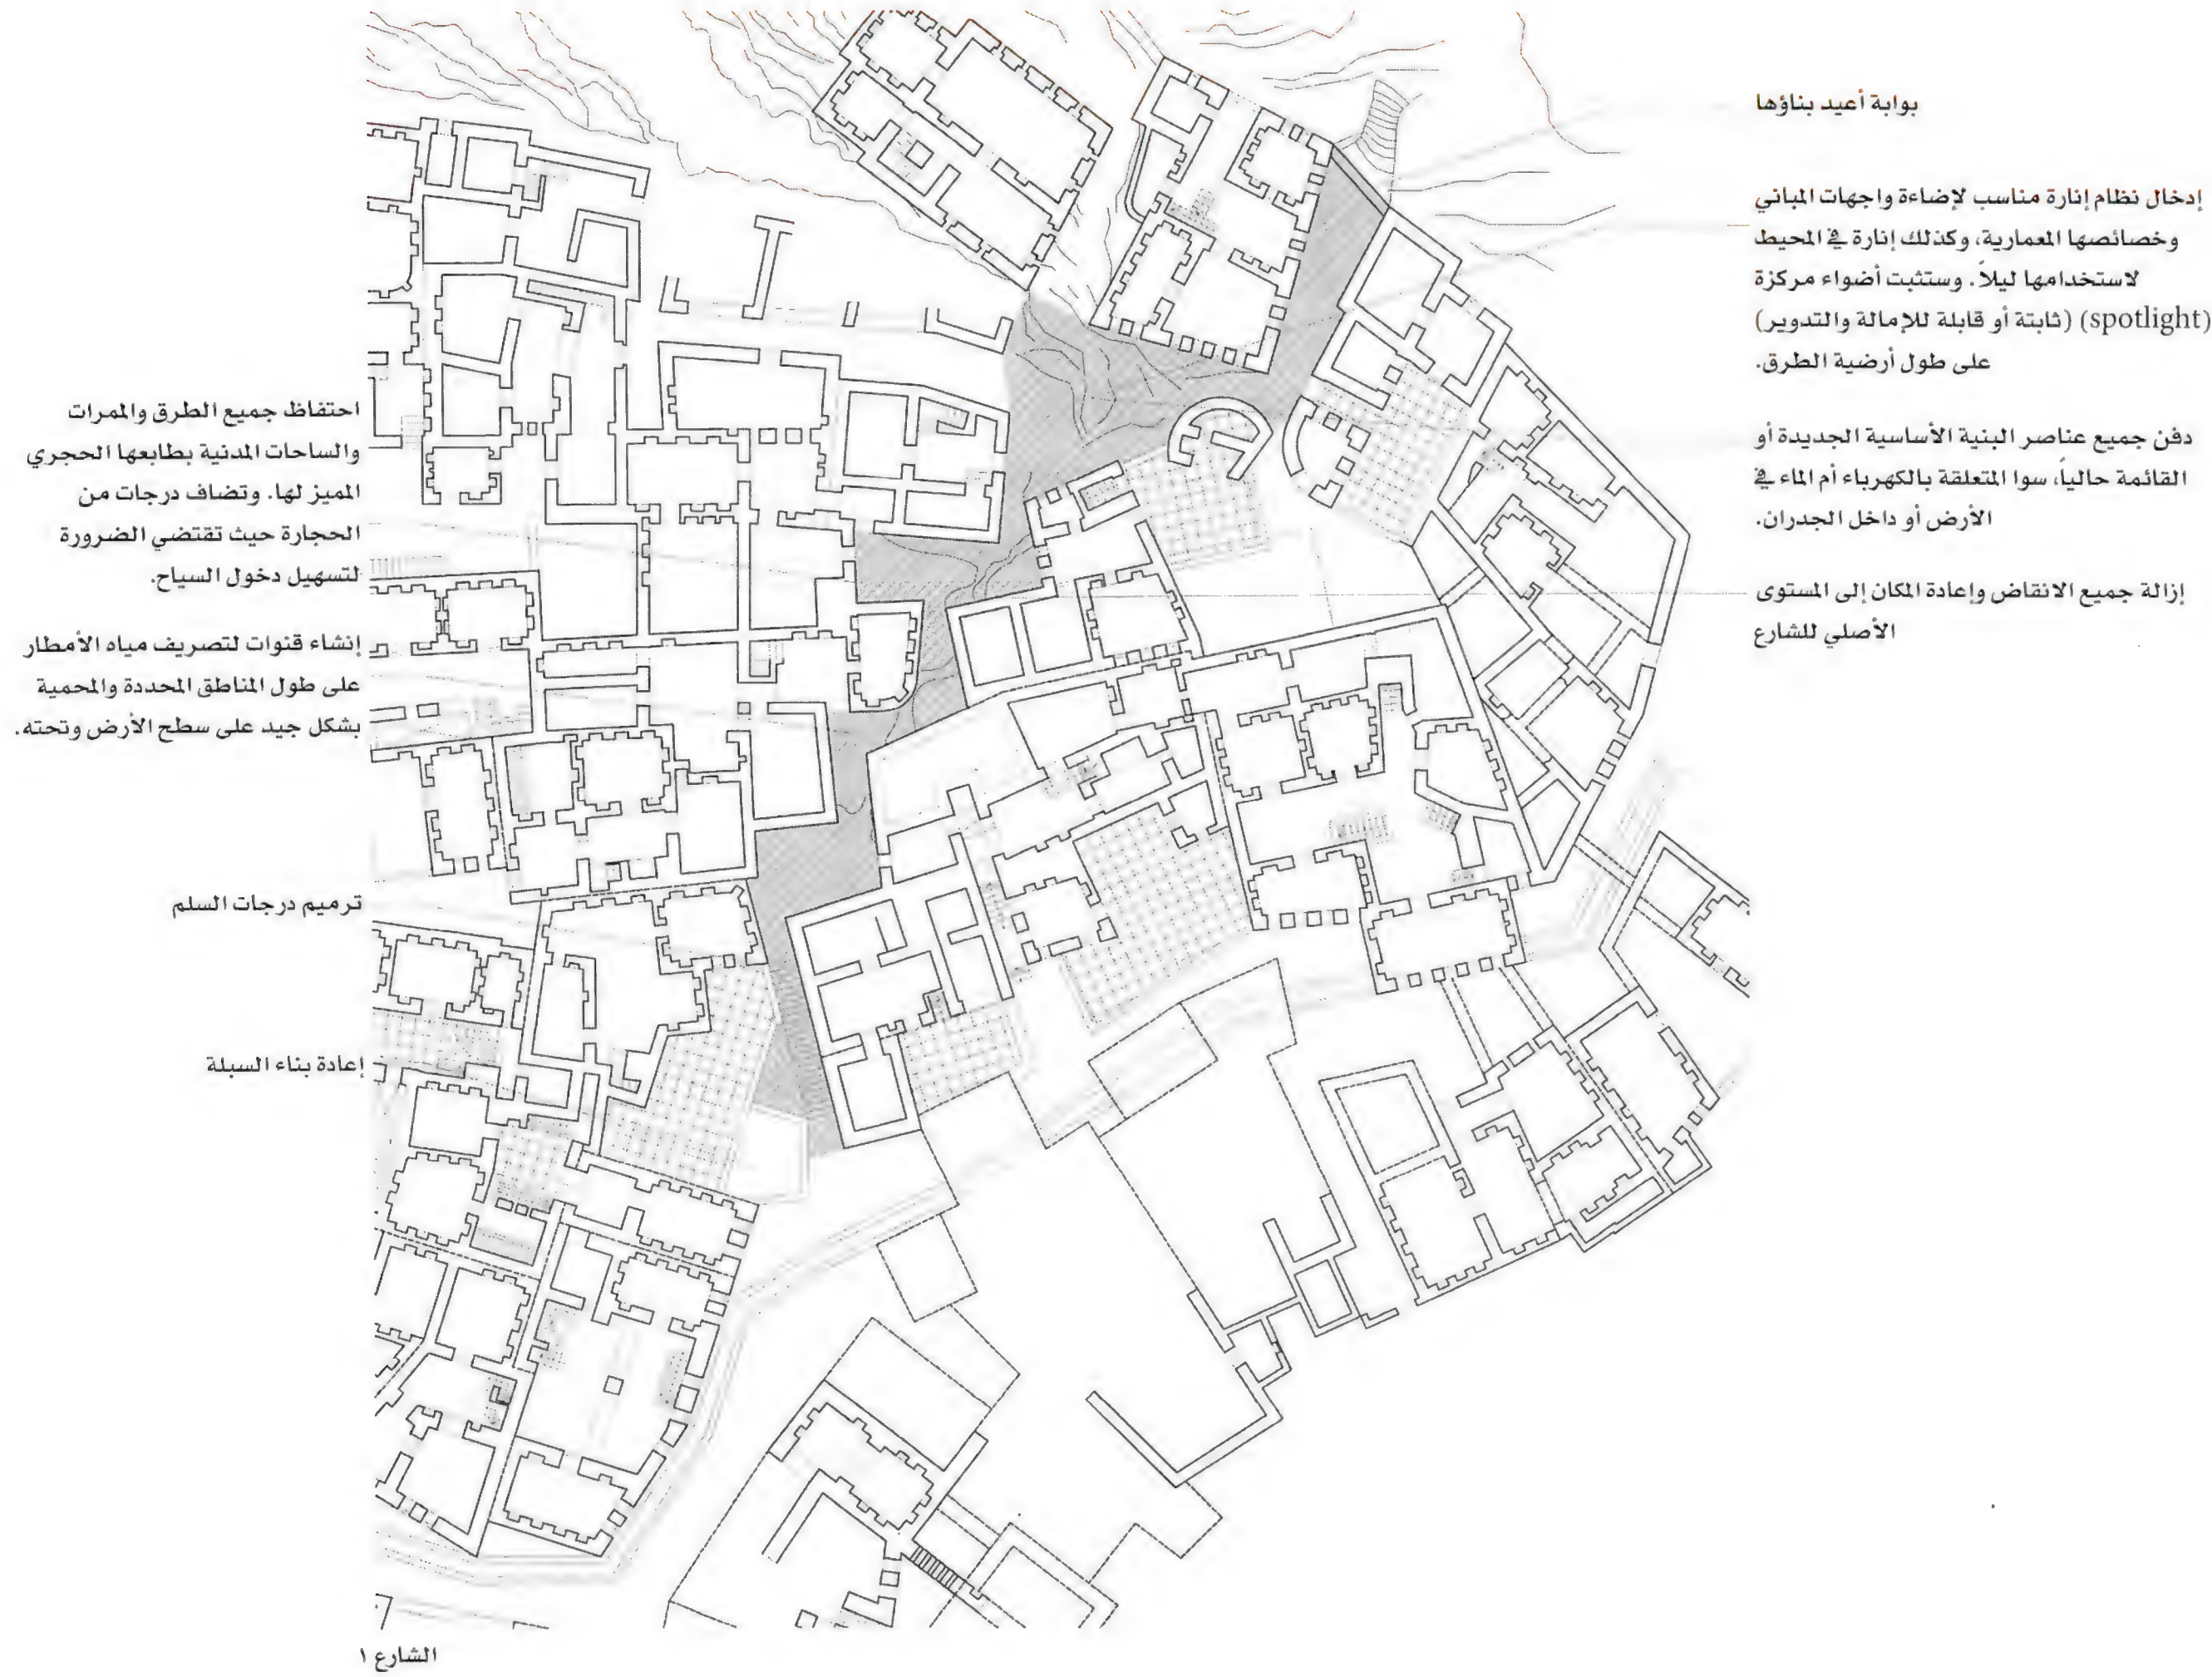 بوابة أعيد بناؤها
إدخال نظام إنارة مناسب لإضاءة واجهات المباني
وخصائصها المعمارية، وكذلك إنارة في المحيط
لاستخدامها ليلاً. وستثبت أضواء مركزة
(spotlight) (ثابتة أو قابلة للإمالة والتدوير)
على طول أرضية الطرق.
دفن جميع عناصر البنية الأساسية الجديدة أو
القائمة حالياً، سوا المتعلقة بالكهرباء أم الماء في
الأرض أو داخل الجدران.
إزالة جميع الانقاض وإعادة المكان إلى المستوى
الأصلي للشارع
احتفاظ جميع الطرق والممرات
والساحات المدنية بطابعها الحجري
المميز لها. وتضاف درجات من
الحجارة حيث تقتضي الضرورة
لتسهيل دخول السياح.
إنشاء قنوات لتصريف مياه الأمطار
على طول المناطق المحددة والمحمية
بشكل جيد على سطح الأرض وتحته.
ترميم درجات السلم
إعادة بناء السبلة
الشارع ١